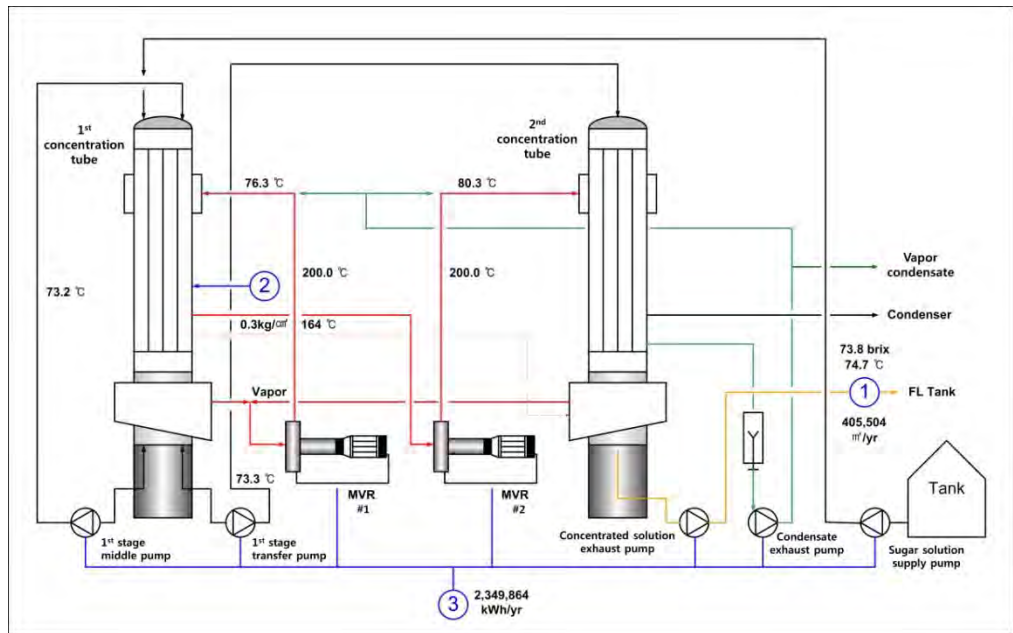 1st
concentration
tube
2nd
concentration
tube
76.3 ℃
80.3 ℃
Vapor
condensate
2
200.0 ℃
200.0 ℃
73.2 ℃
Condenser
0.3kg/㎠
164 ℃
73.8 brix
74.7 ℃
1
FL Tank
Vapor
405,504
㎥/yr
Y
Tank
73.3 ℃
MVR
#1
MVR
#2
1st stage
middle pump
1st stage
transfer pump
Concentrated solution
exhaust pump
Condensate
exhaust pump
Sugar solution
supply pump
3
2,349,864
kWh/yr